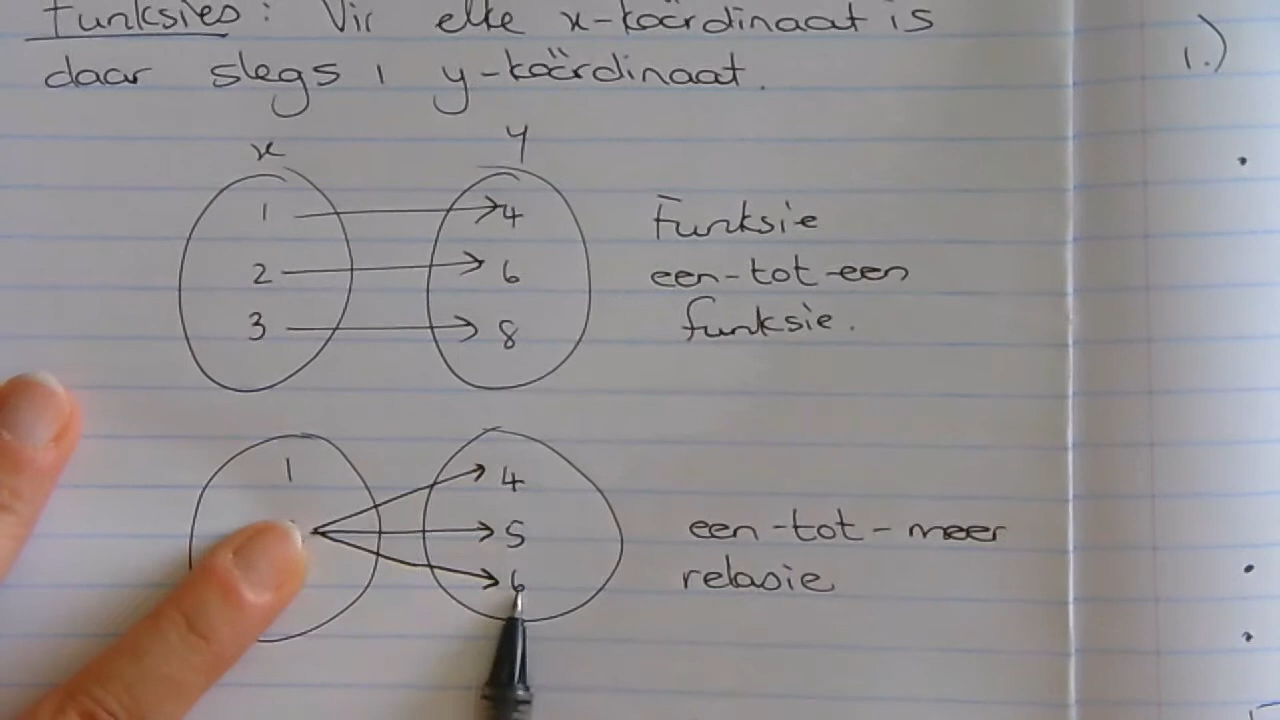 Funksies: Vir elke x-koördinaat is
daar slegs 1 y-koördinaat.
1.)
x y
1 4
2 6
3 8
Funksie
een-tot-een
funksie.
1 4
5
6
een-tot-meer
relasie